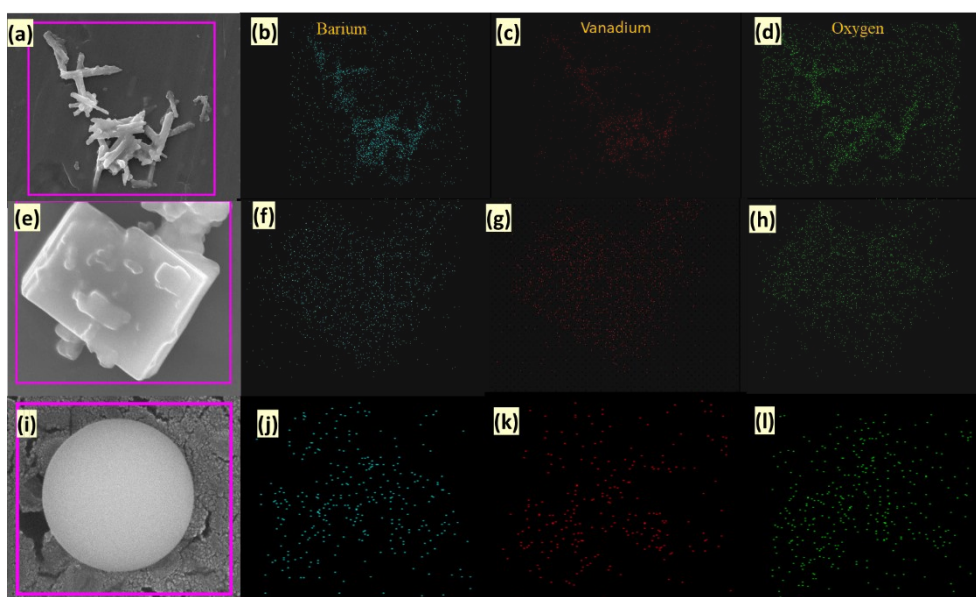 (a) (b) Barium (c) Vanadium (d) Oxygen
(e) (f) (g) (h)
(i) (j) (k) (l)